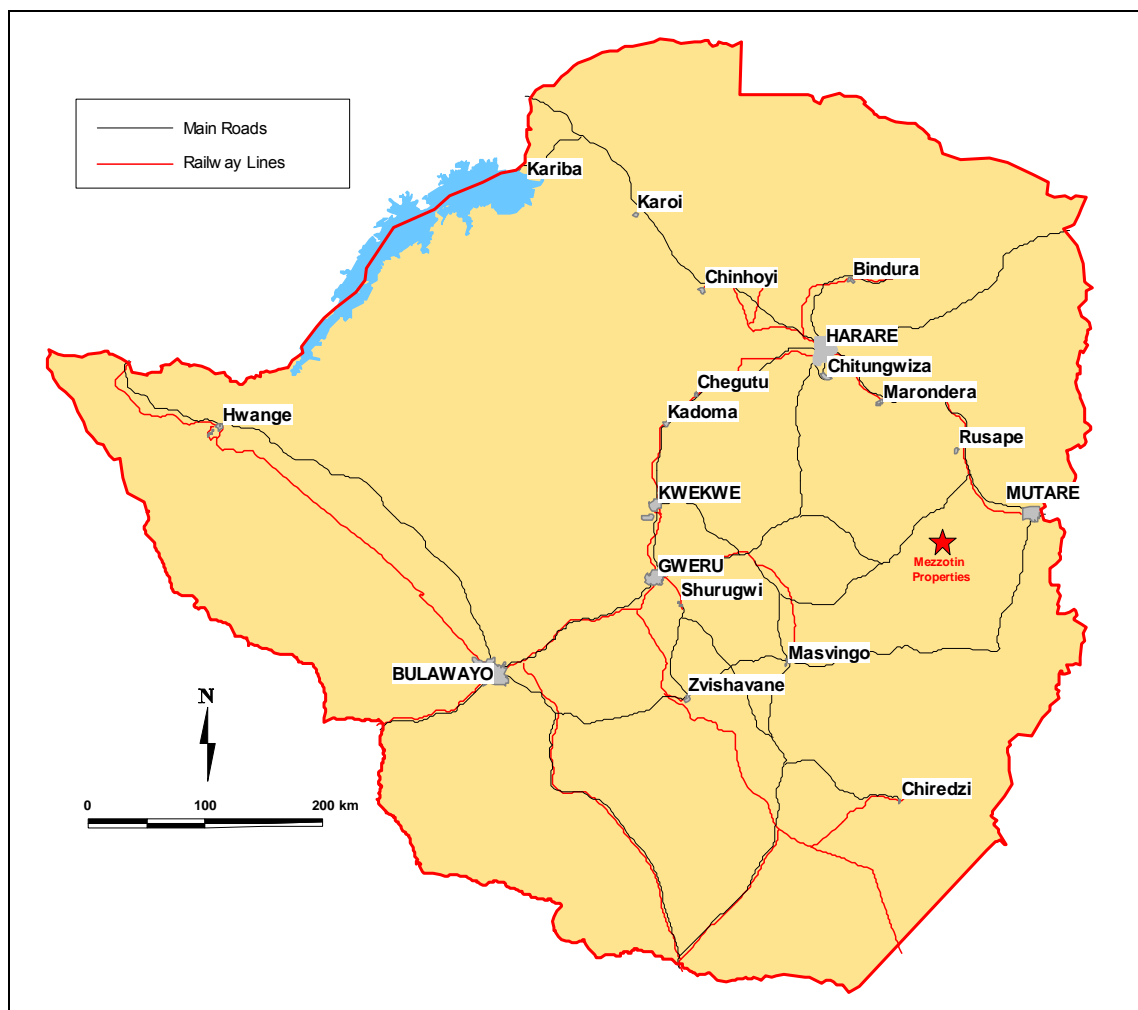 Main Roads
Railway Lines
Kariba
Karoi
Chinhoyi
Bindura
HARARE
Chitungwiza
Chegutu
Marondera
Kadoma
Hwange
Rusape
KWEKWE
MUTARE
Mezzotin
Properties
GWERU
Shurugwi
Masvingo
BULAWAYO
Zvishavane
N
Chiredzi
0 100 200 km